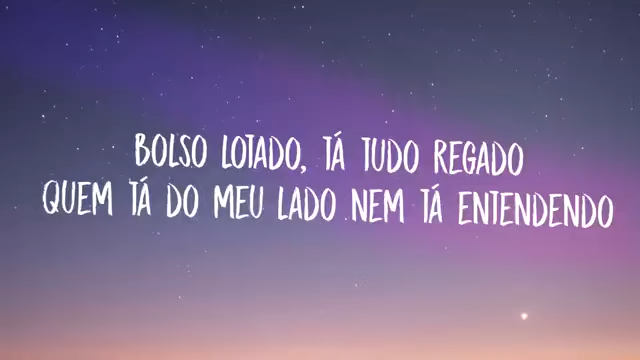 BOLSO LOTADO, TÁ TUDO REGADO
QUEM TÁ DO MEU LADO NEM TÁ ENTENDENDO